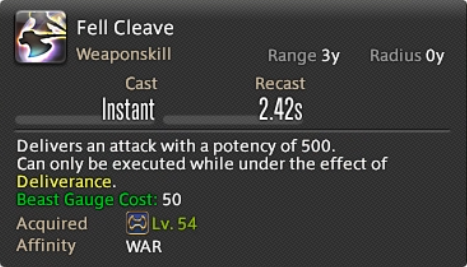 Fell Cleave
Weaponskill Range 3y Radius 0y
Cast Recast
Instant 2.42s
Delivers an attack with a potency of 500.
Can only be executed while under the effect of
Deliverance.
Beast Gauge Cost: 50
Acquired Lv. 54
Affinity WAR